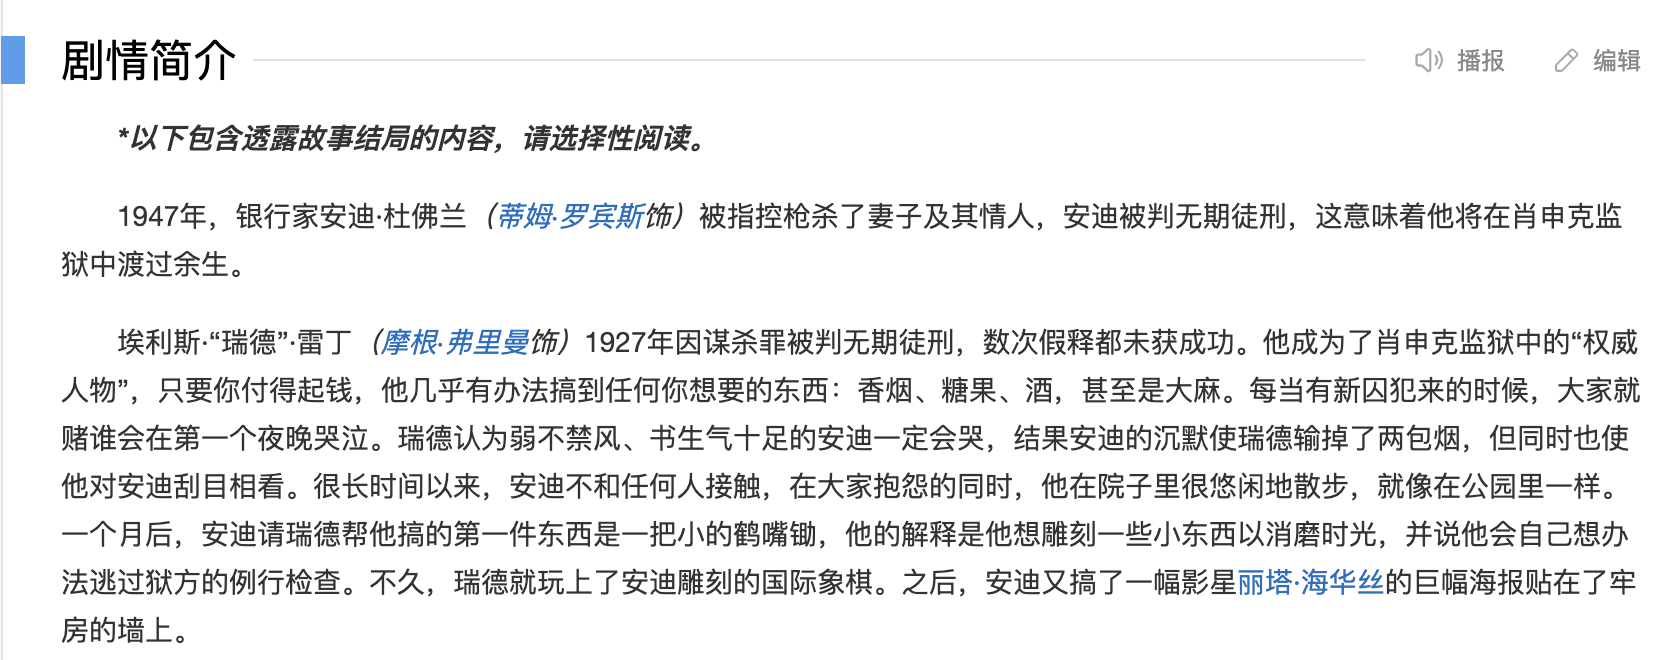 剧情简介
播报
编辑
*以下包含透露故事结局的内容，请选择性阅读。
1947年，银行家安迪·杜佛兰（蒂姆·罗宾斯饰）被指控枪杀了妻子及其情人，安迪被判无期徒刑，这意味着他将在肖申克监
狱中渡过余生。
埃利斯·“瑞德”·雷丁（摩根·弗里曼饰）1927年因谋杀罪被判无期徒刑，数次假释都未获成功。他成为了肖申克监狱中的“权威
人物”，只要你付得起钱，他几乎有办法搞到任何你想要的东西：香烟、糖果、酒，甚至是大麻。每当有新囚犯来的时候，大家就
赌谁会在第一个夜晚哭泣。瑞德认为弱不禁风、书生气十足的安迪一定会哭，结果安迪的沉默使瑞德输掉了两包烟，但同时也使
他对安迪刮目相看。很长时间以来，安迪不和任何人接触，在大家抱怨的同时，他在院子里很悠闲地散步，就像在公园里一样。
一个月后，安迪请瑞德帮他搞的第一件东西是一把小的鹤嘴锄，他的解释是他想雕刻一些小东西以消磨时光，并说他会自己想办
法逃过狱方的例行检查。不久，瑞德就玩上了安迪雕刻的国际象棋。之后，安迪又搞了一幅影星丽塔·海华丝的巨幅海报贴在了牢
房的墙上。